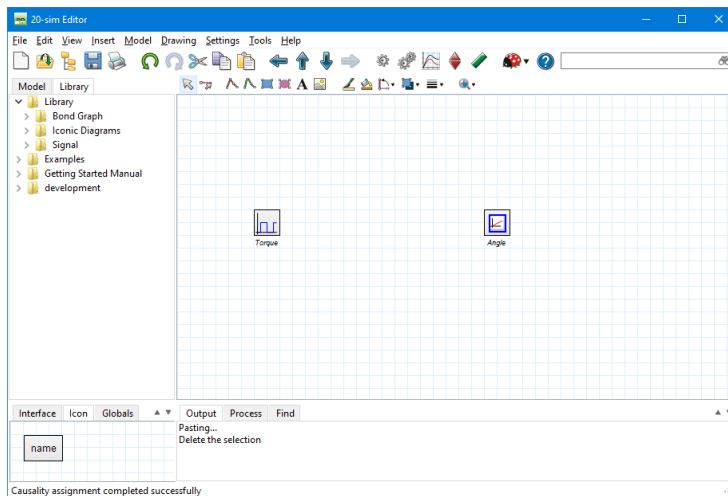 20-sim Editor
File Edit View Insert Model Drawing Settings Tools Help
Model Library
Library
Bond Graph
Iconic Diagrams
Signal
Examples
Getting Started Manual
development
Torque
Angle
Interface Icon Globals
Output Process Find
name
Pasting...
Delete the selection
Causality assignment completed successfully